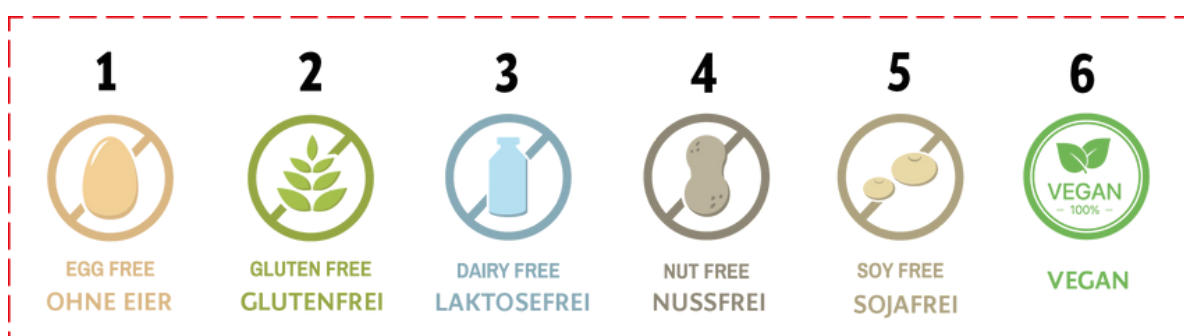 1 2 3 4 5 6
VEGAN
- 100% -
EGG FREE GLUTEN FREE DAIRY FREE NUT FREE SOY FREE VEGAN
OHNE EIER GLUTENFREI LAKTOSEFREI NUSSFREI SOJAFREI